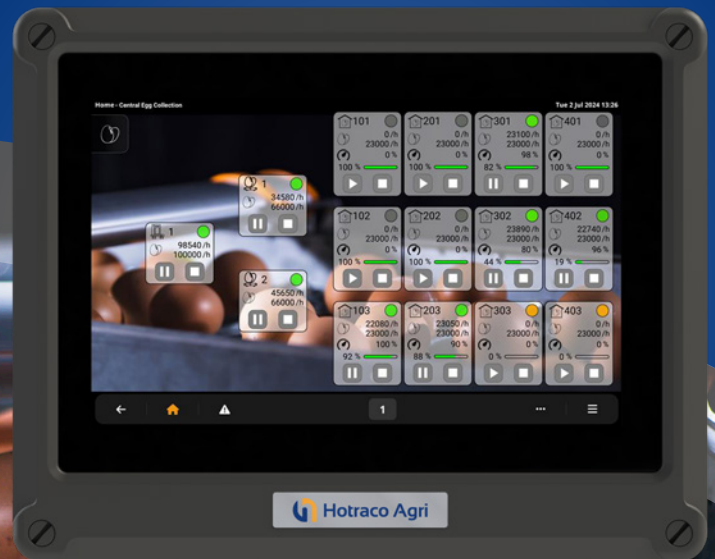 Home - Central Egg Collection
Tue 2 Jul 2024 13:26
101
0/h
23000/h
0%
100 %
201
0/h
23000/h
0%
100 %
301
23100/h
23000/h
98%
82 %
401
0/h
23000/h
0%
100 %
1
34580/h
66000/h
1
98540/h
100000/h
2
45650/h
66000/h
102
0/h
23000/h
0%
100 %
202
0/h
23000/h
0%
100 %
302
23890/h
23000/h
80%
44 %
402
22740/h
23000/h
96%
19 %
103
22080/h
23000/h
100%
92 %
203
23050/h
23000/h
90%
88 %
303
0/h
23000/h
0%
0 %
403
0/h
23000/h
0%
0 %
1
Hotraco Agri